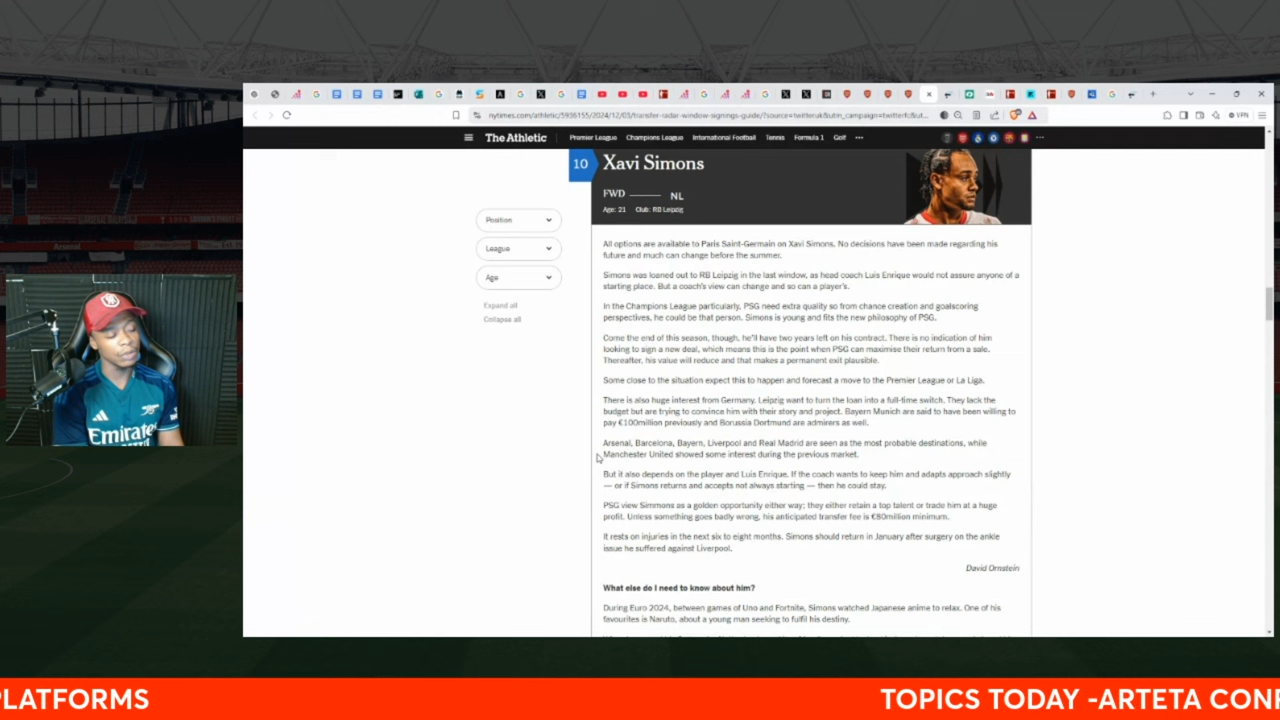 nytimes.com/athletic/5936155/2024/12/03/transfer-radar-window-signings-guide/?source=twitteruk&utm_campaign=twitterfc&ut...
VPN
The Athletic
Premier League
Champions League
International Football
Tennis
Formula 1
Golf
10
Xavi Simons
FWD
NL
Age: 21 Club: RB Leipzig
Position
League
Age
Expand all
Collapse all
All options are available to Paris Saint-Germain on Xavi Simons. No decisions have been made regarding his
future and much can change before the summer.
Simons was loaned out to RB Leipzig in the last window, as head coach Luis Enrique would not assure anyone of a
starting place. But a coach's view can change and so can a player's.
In the Champions League particularly, PSG need extra quality so from chance creation and goalscoring
perspectives, he could be that person. Simons is young and fits the new philosophy of PSG.
Come the end of this season, though, he'll have two years left on his contract. There is no indication of him
looking to sign a new deal, which means this is the point when PSG can maximise their return from a sale.
Thereafter, his value will reduce and that makes a permanent exit plausible.
Some close to the situation expect this to happen and forecast a move to the Premier League or La Liga.
There is also huge interest from Germany. Leipzig want to turn the loan into a full-time switch. They lack the
budget but are trying to convince him with their story and project. Bayern Munich are said to have been willing to
pay €100million previously and Borussia Dortmund are admirers as well.
Arsenal, Barcelona, Bayern, Liverpool and Real Madrid are seen as the most probable destinations, while
Manchester United showed some interest during the previous market.
But it also depends on the player and Luis Enrique. If the coach wants to keep him and adapts approach slightly
— or if Simons returns and accepts not always starting — then he could stay.
PSG view Simmons as a golden opportunity either way; they either retain a top talent or trade him at a huge
profit. Unless something goes badly wrong, his anticipated transfer fee is €80million minimum.
It rests on injuries in the next six to eight months. Simons should return in January after surgery on the ankle
issue he suffered against Liverpool.
David Ornstein
What else do I need to know about him?
During Euro 2024, between games of Uno and Fortnite, Simons watched Japanese anime to relax. One of his
favourites is Naruto, about a young man seeking to fulfil his destiny.
Emirates
PLATFORMS
TOPICS TODAY -ARTETA CONF